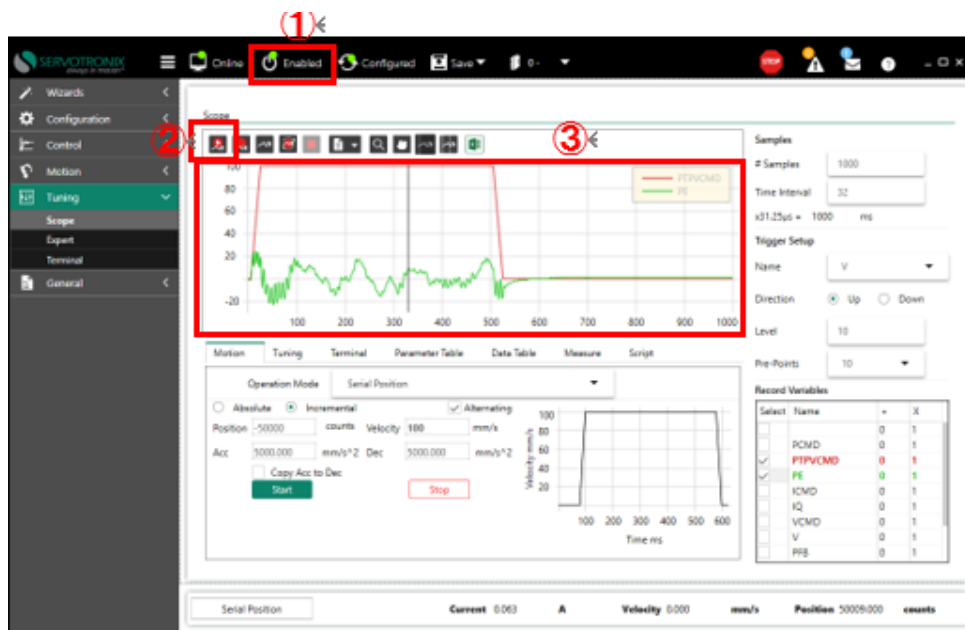 ①
SERVOTRONIX
always in motion
Online Enabled Configured Save 0-
STOP
Wizards
Configuration
Control
Motion
Tuning
Scope
Expert
Terminal
General
Scope
②
③
100
80
60
40
20
-20
100 200 300 400 500 600 700 800 900 1000
PTPVCMD
PE
Samples
# Samples 1000
Time Interval 32
x31.25µs = 1000 ms
Trigger Setup
Name V
Direction Up Down
Level 10
Pre-Points 10
Record Variables
Select Name + X
0 1
PCMD 0 1
PTPVCMD 0 1
PE 0 1
ICMD 0 1
IQ 0 1
VCMD 0 1
V 0 1
PFB 0 1
Motion Tuning Terminal Parameter Table Data Table Measure Script
Operation Mode Serial Position
Absolute Incremental Alternating
Position -50000 counts Velocity 100 mm/s
Acc 5000.000 mm/s^2 Dec 5000.000 mm/s^2
Copy Acc to Dec
Start Stop
Velocity mm/s
100
80
60
40
20
100 200 300 400 500 600
Time ms
Serial Position Current 0.063 A Velocity 0.000 mm/s Position 50009.000 counts